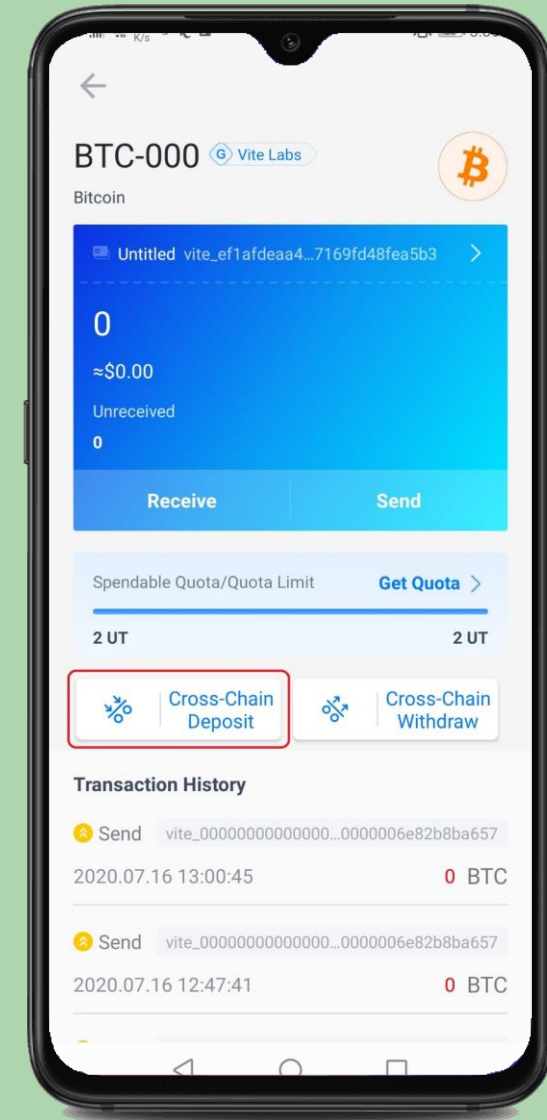 K/s
BTC-000 G Vite Labs
Bitcoin
Untitled vite_ef1afdeaa4...7169fd48fea5b3
0
≈$0.00
Unreceived
0
Receive Send
Spendable Quota/Quota Limit Get Quota
2 UT 2 UT
Cross-Chain Deposit
Cross-Chain Withdraw
Transaction History
Send vite_00000000000000...0000006e82b8ba657
2020.07.16 13:00:45 0 BTC
Send vite_00000000000000...0000006e82b8ba657
2020.07.16 12:47:41 0 BTC